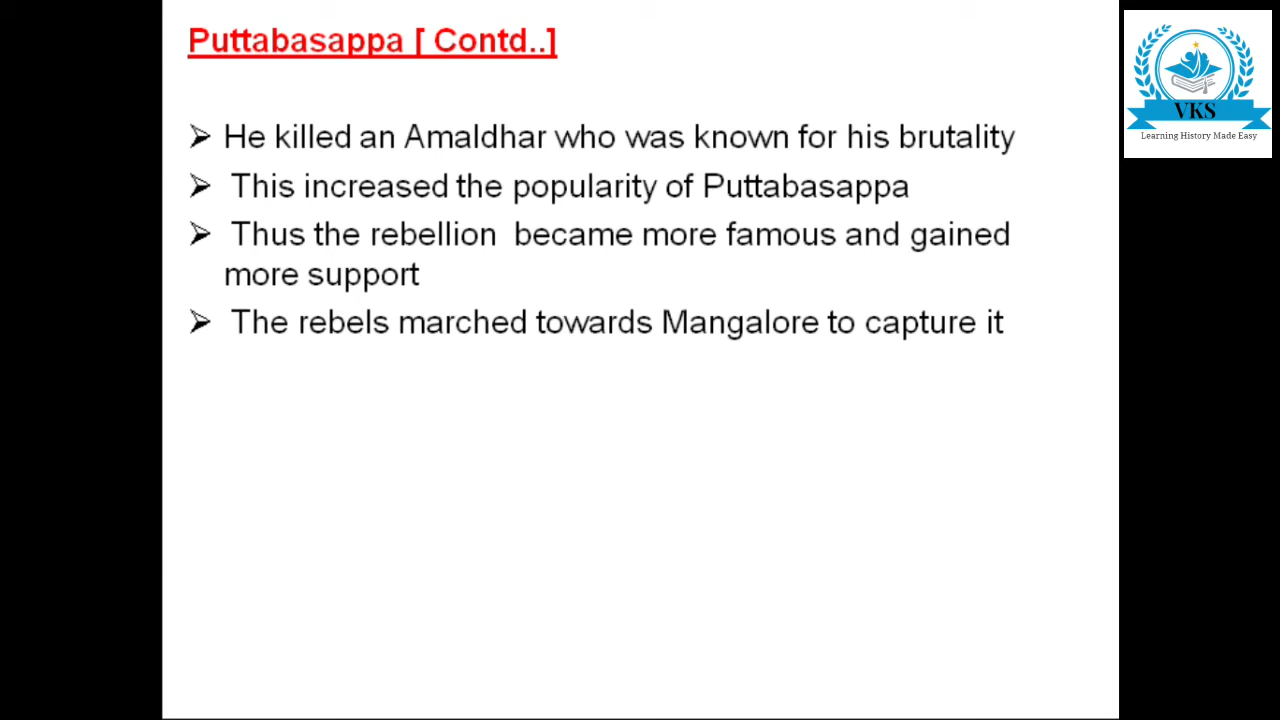 Puttabasappa [ Contd..]
➢ He killed an Amaldhar who was known for his brutality
➢ This increased the popularity of Puttabasappa
➢ Thus the rebellion became more famous and gained
more support
➢ The rebels marched towards Mangalore to capture it
VKS
Learning History Made Easy